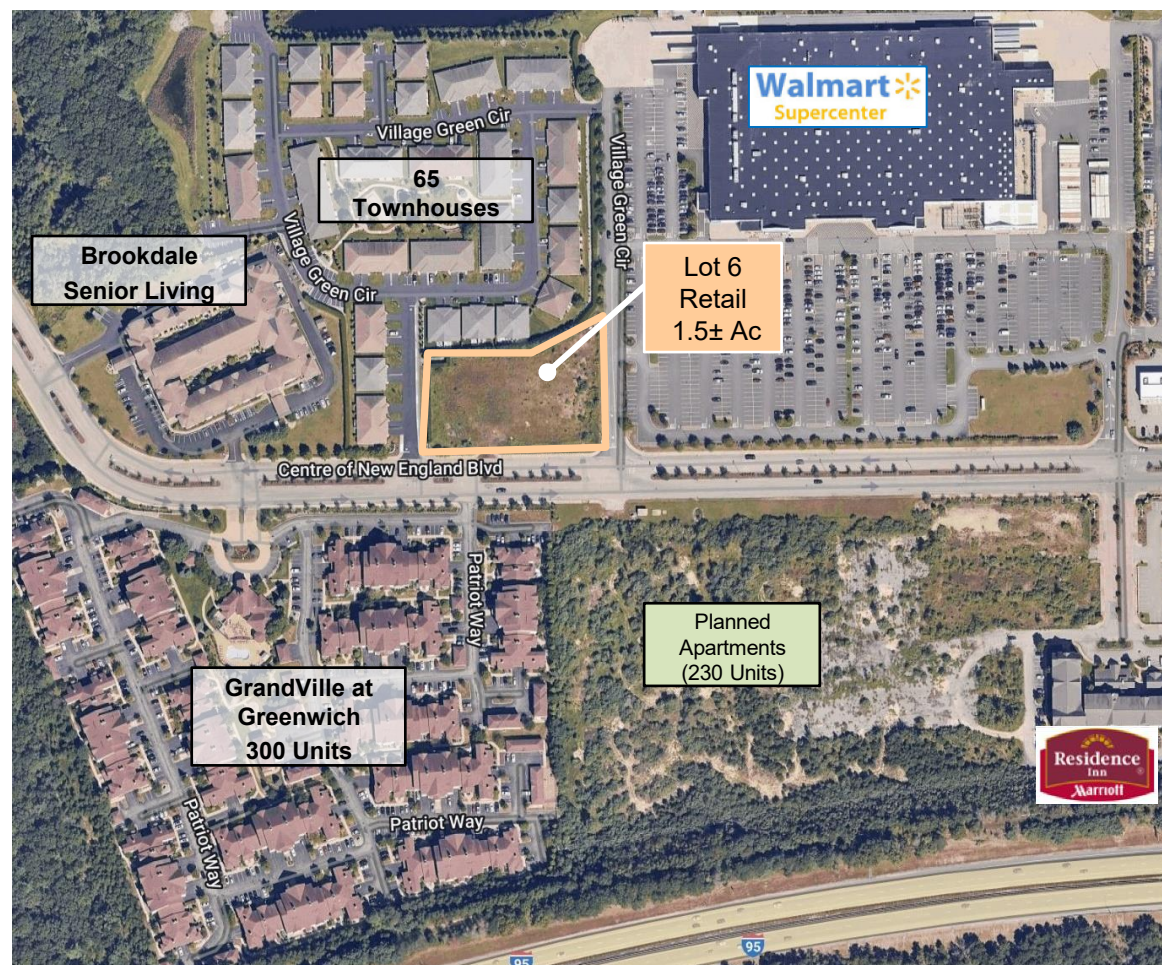 Walmart
Supercenter
Village Green Cir
65
Townhouses
Village Green Cir
Brookdale
Senior Living
Village Green Cir
Lot 6
Retail
1.5± Ac
Centre of New England Blvd
Patriot Way
Planned
Apartments
(230 Units)
GrandVille at
Greenwich
300 Units
Residence
Inn
®
Marriott
Patriot Way
Patriot Way
95
95